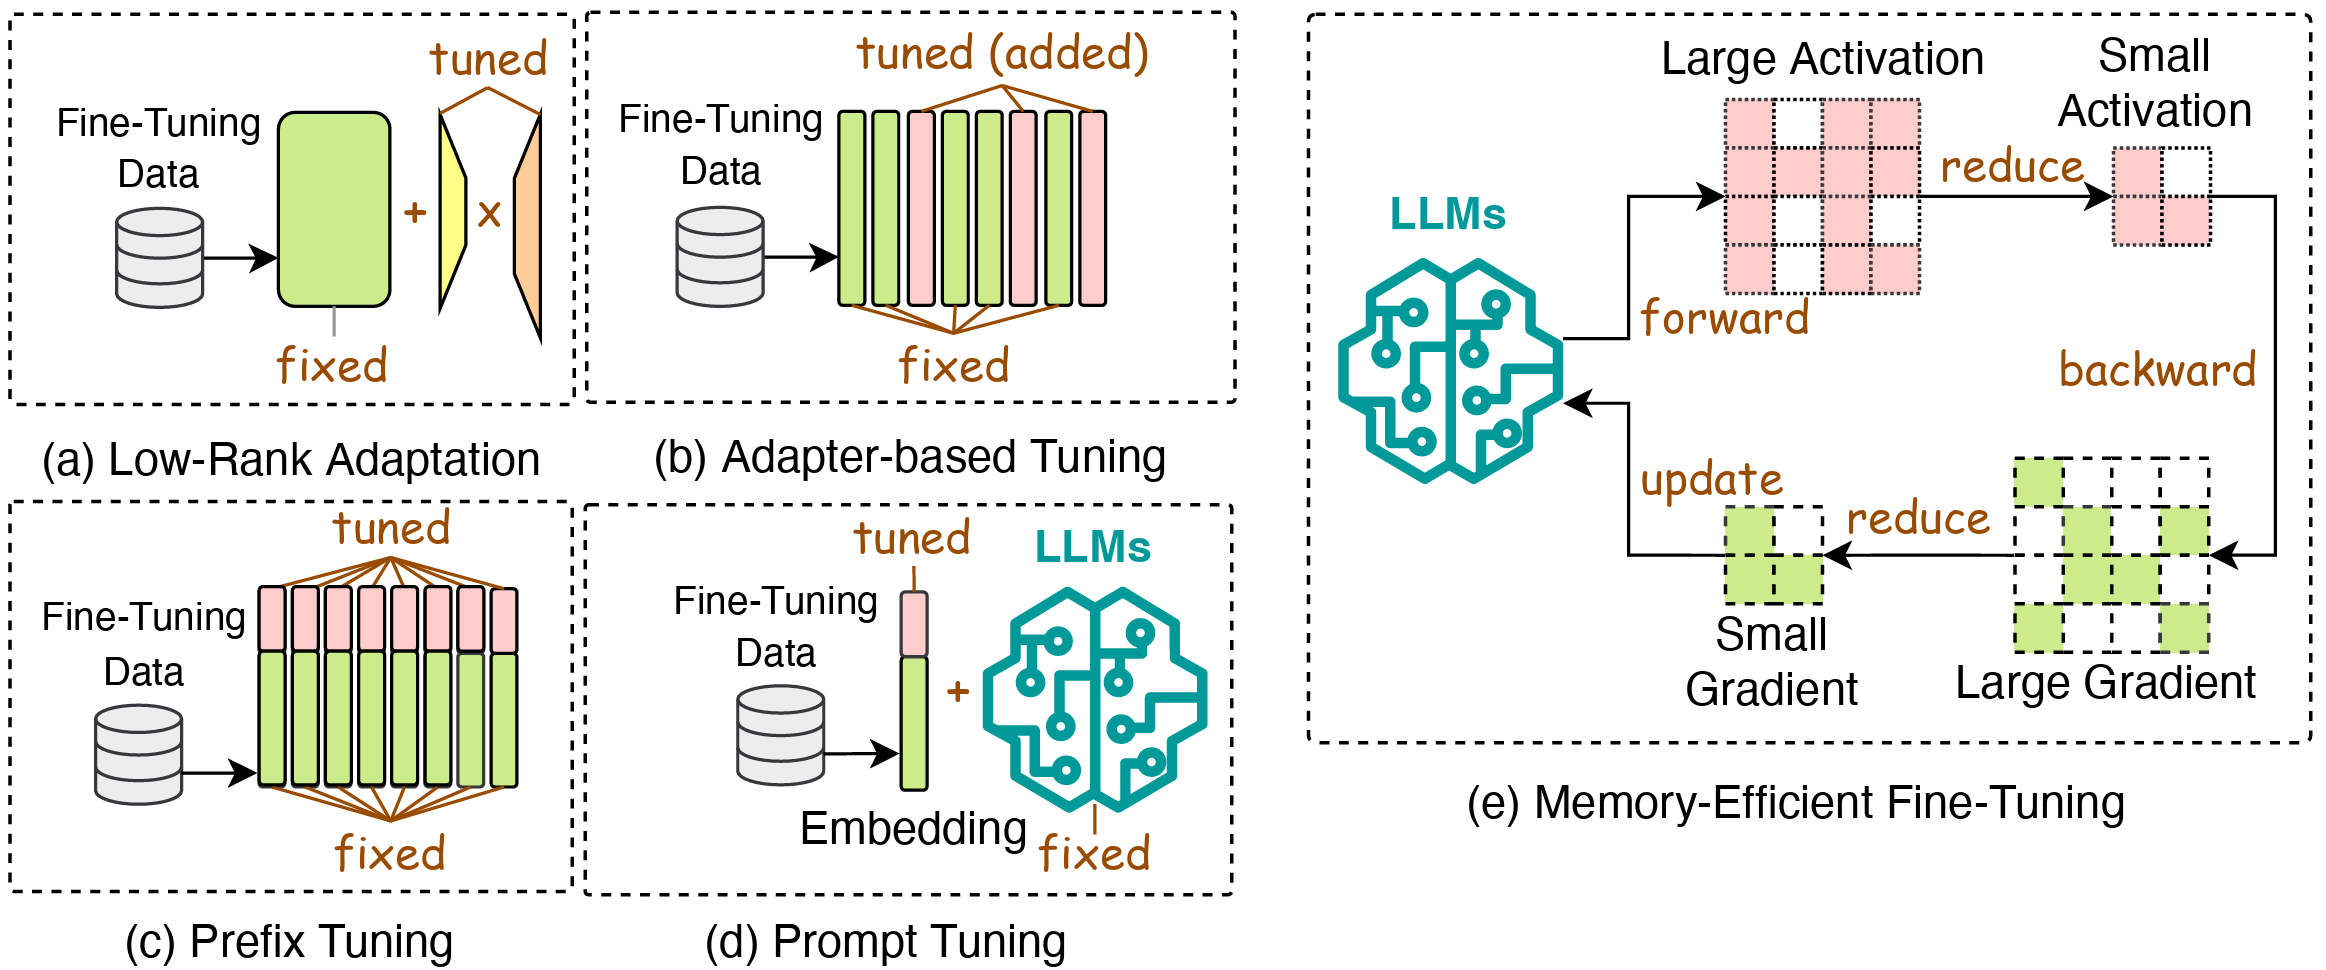 tuned
Fine-Tuning
Data
+
x
fixed
(a) Low-Rank Adaptation
tuned (added)
Fine-Tuning
Data
fixed
(b) Adapter-based Tuning
tuned
Fine-Tuning
Data
fixed
(c) Prefix Tuning
tuned
LLMs
Fine-Tuning
Data
+
Embedding
fixed
(d) Prompt Tuning
Large Activation
Small
Activation
reduce
LLMs
forward
backward
update
reduce
Small
Gradient
Large Gradient
(e) Memory-Efficient Fine-Tuning